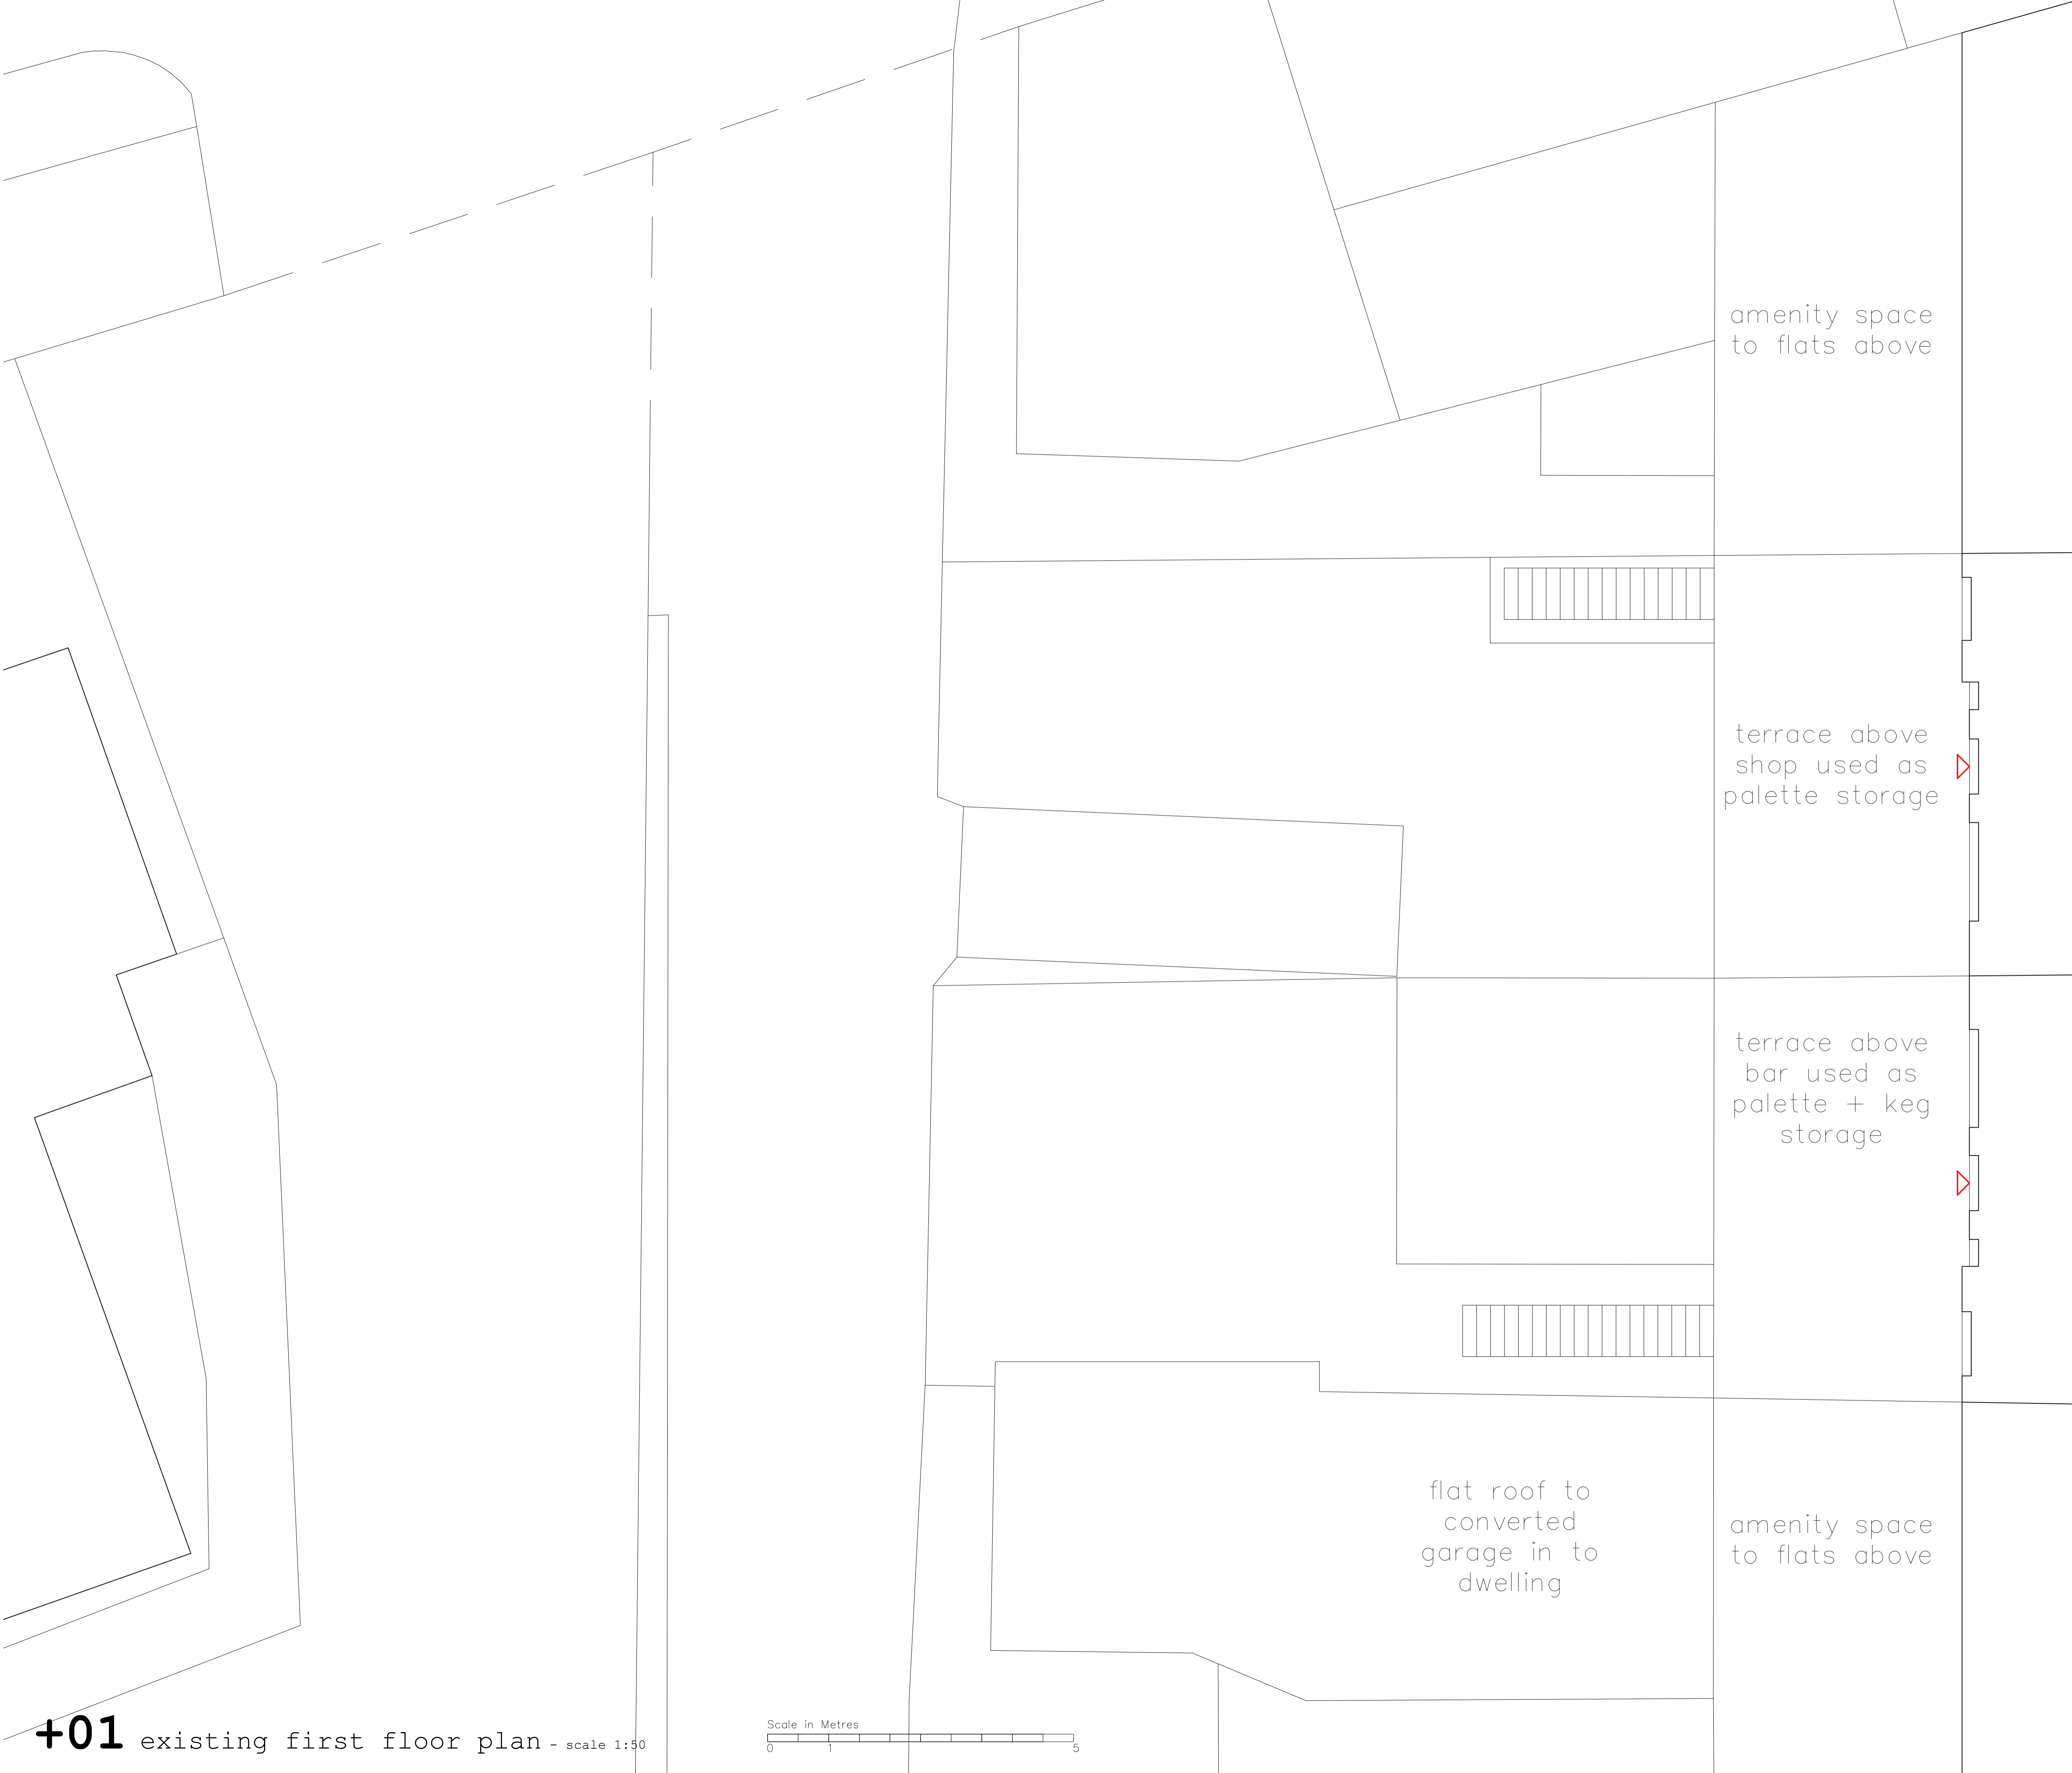 amenity space
to flats above
terrace above
shop used as
palette storage
terrace above
bar used as
palette + keg
storage
flat roof to
converted
garage in to
dwelling
amenity space
to flats above
+01 existing first floor plan - scale 1:50
Scale in Metres
0 1 5